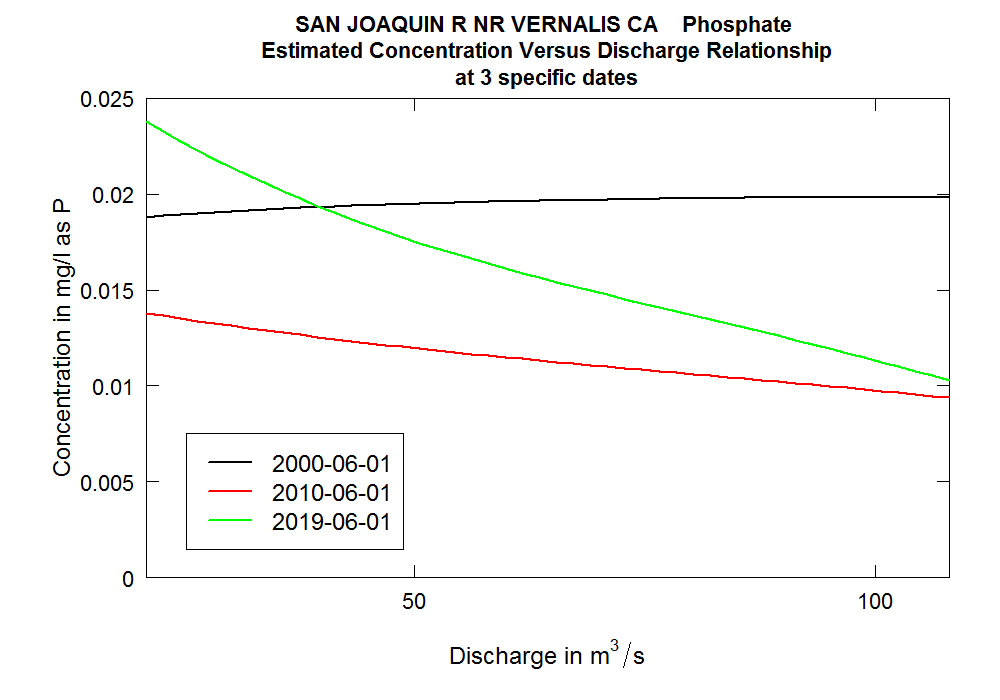 SAN JOAQUIN R NR VERNALIS CA Phosphate
Estimated Concentration Versus Discharge Relationship
at 3 specific dates
Concentration in mg/l as P
0.025
0.02
0.015
0.01
0.005
0
2000-06-01
2010-06-01
2019-06-01
50 100
Discharge in m³/s